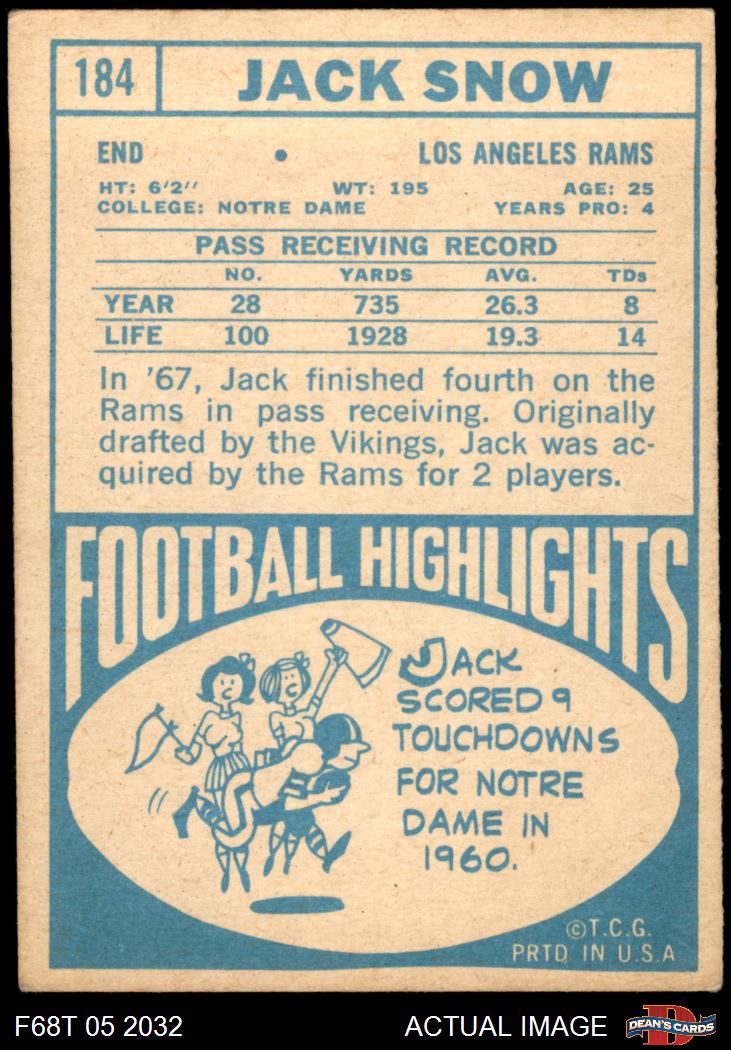 184 JACK SNOW
END • LOS ANGELES RAMS
HT: 6'2'' WT: 195 AGE: 25
COLLEGE: NOTRE DAME YEARS PRO: 4
PASS RECEIVING RECORD
NO. YARDS AVG. TDs
YEAR 28 735 26.3 8
LIFE 100 1928 19.3 14
In '67, Jack finished fourth on the
Rams in pass receiving. Originally
drafted by the Vikings, Jack was ac-
quired by the Rams for 2 players.
FOOTBALL HIGHLIGHTS
JACK
SCORED 9
TOUCHDOWNS
FOR NOTRE
DAME IN
1960.
©T.C.G.
PRTD IN U.S.A
F68T 05 2032 ACTUAL IMAGE DEAN'S CARDS